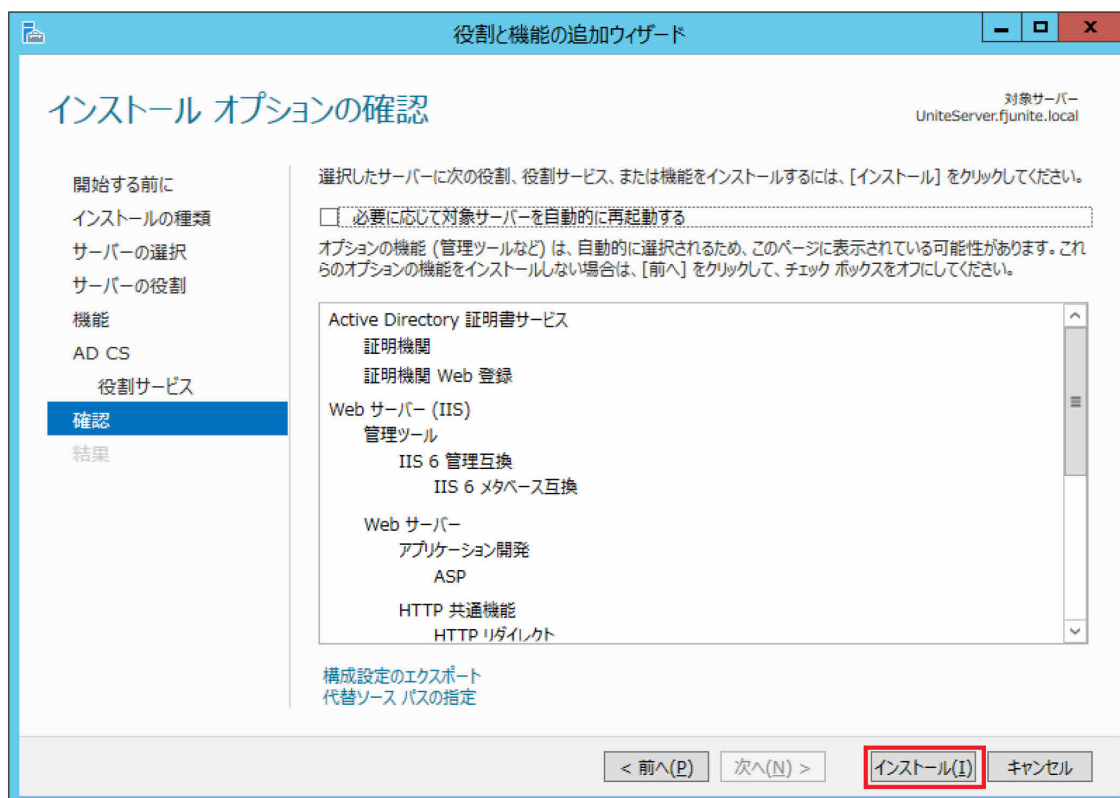 役割と機能の追加ウィザード
インストール オプションの確認
対象サーバー
UniteServer.fjunite.local
開始する前に
インストールの種類
サーバーの選択
サーバーの役割
機能
AD CS
役割サービス
確認
結果
選択したサーバーに次の役割、役割サービス、または機能をインストールするには、[インストール] をクリックしてください。
必要に応じて対象サーバーを自動的に再起動する
オプションの機能 (管理ツールなど) は、自動的に選択されるため、このページに表示されている可能性があります。これ
らのオプションの機能をインストールしない場合は、[前へ] をクリックして、チェック ボックスをオフにしてください。
Active Directory 証明書サービス
証明機関
証明機関 Web 登録
Web サーバー (IIS)
管理ツール
IIS 6 管理互換
IIS 6 メタベース互換
Web サーバー
アプリケーション開発
ASP
HTTP 共通機能
HTTP リダイレクト
構成設定のエクスポート
代替ソース パスの指定
< 前へ(P)
次へ(N) >
インストール(I)
キャンセル